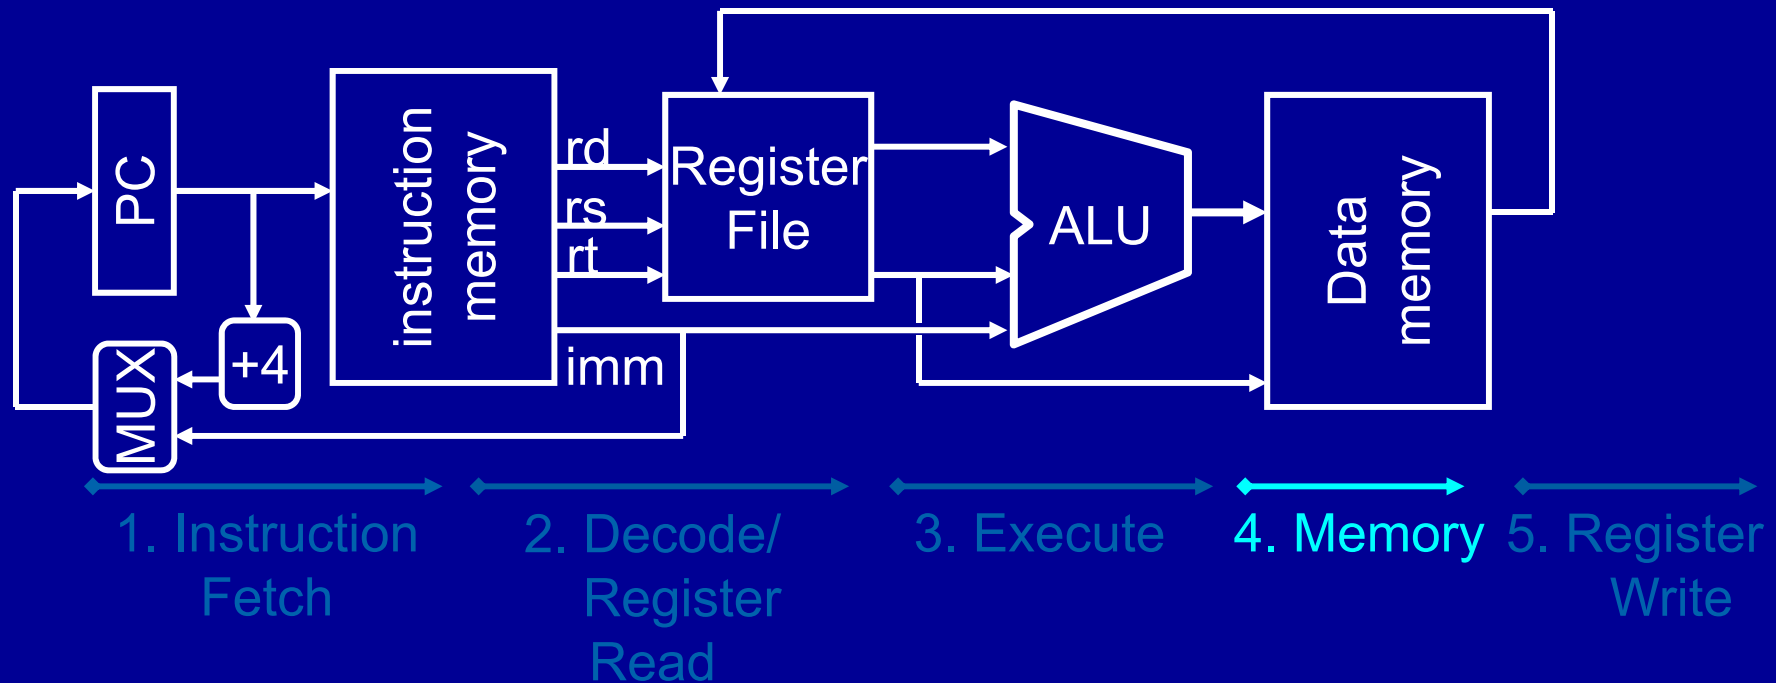 PC
MUX
+4
instruction
memory
rd
rs
rt
imm
Register
File
ALU
Data
memory
1. Instruction
Fetch
2. Decode/
Register
Read
3. Execute
4. Memory
5. Register
Write